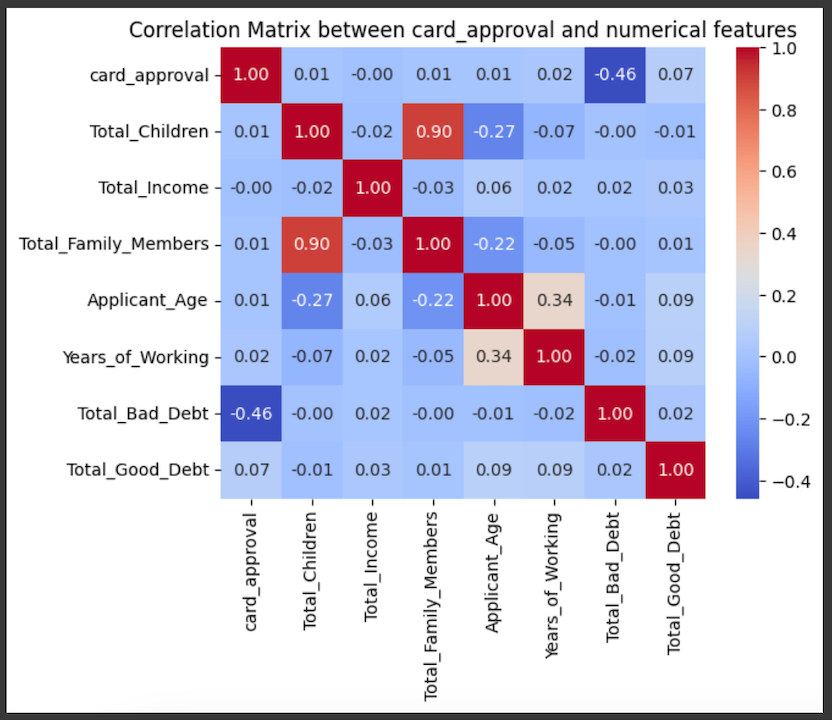 Correlation Matrix between card_approval and numerical features
card_approval 1.00 0.01 -0.00 0.01 0.01 0.02 -0.46 0.07
Total_Children 0.01 1.00 -0.02 0.90 -0.27 -0.07 -0.00 -0.01
Total_Income -0.00 -0.02 1.00 -0.03 0.06 0.02 0.02 0.03
Total_Family_Members 0.01 0.90 -0.03 1.00 -0.22 -0.05 -0.00 0.01
Applicant_Age 0.01 -0.27 0.06 -0.22 1.00 0.34 -0.01 0.09
Years_of_Working 0.02 -0.07 0.02 -0.05 0.34 1.00 -0.02 0.09
Total_Bad_Debt -0.46 -0.00 0.02 -0.00 -0.01 -0.02 1.00 0.02
Total_Good_Debt 0.07 -0.01 0.03 0.01 0.09 0.09 0.02 1.00
card_approval
Total_Children
Total_Income
Total_Family_Members
Applicant_Age
Years_of_Working
Total_Bad_Debt
Total_Good_Debt
1.0
0.8
0.6
0.4
0.2
0.0
−0.2
−0.4